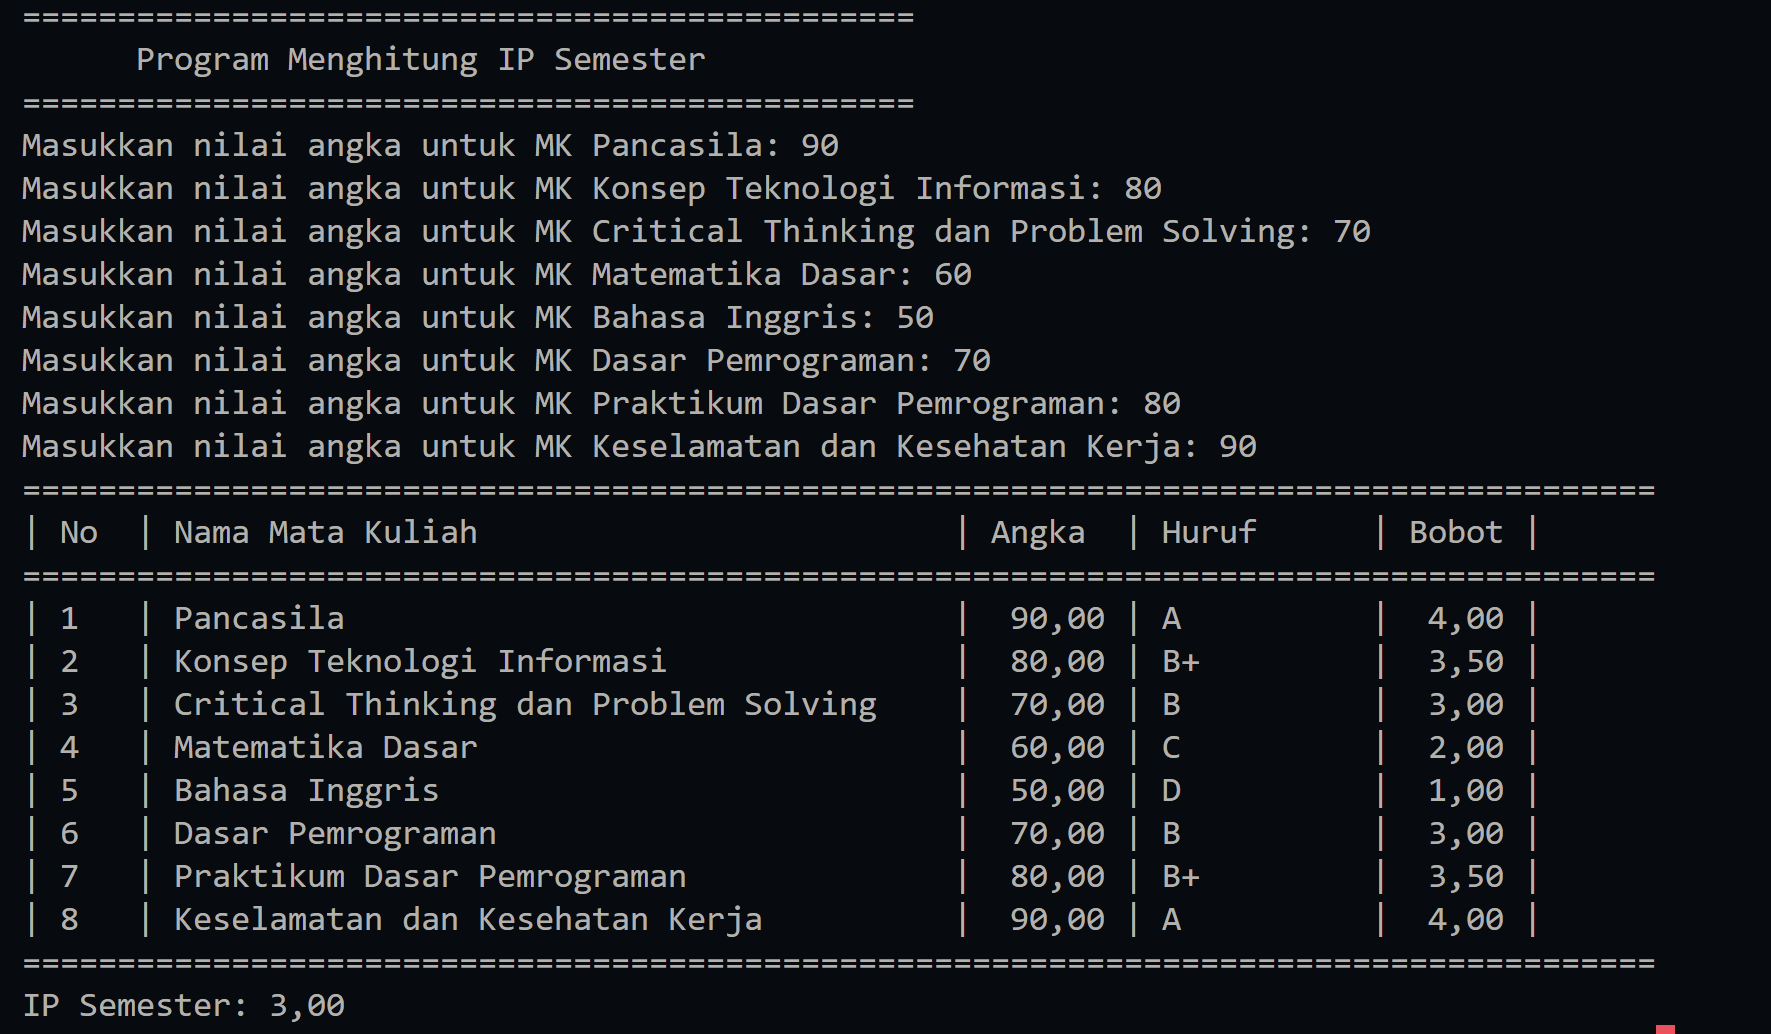 ===============================================
      Program Menghitung IP Semester
===============================================
Masukkan nilai angka untuk MK Pancasila: 90
Masukkan nilai angka untuk MK Konsep Teknologi Informasi: 80
Masukkan nilai angka untuk MK Critical Thinking dan Problem Solving: 70
Masukkan nilai angka untuk MK Matematika Dasar: 60
Masukkan nilai angka untuk MK Bahasa Inggris: 50
Masukkan nilai angka untuk MK Dasar Pemrograman: 70
Masukkan nilai angka untuk MK Praktikum Dasar Pemrograman: 80
Masukkan nilai angka untuk MK Keselamatan dan Kesehatan Kerja: 90
======================================================================================
| No  | Nama Mata Kuliah                         | Angka  | Huruf      | Bobot |
======================================================================================
| 1   | Pancasila                                |  90,00 | A          |  4,00 |
| 2   | Konsep Teknologi Informasi               |  80,00 | B+         |  3,50 |
| 3   | Critical Thinking dan Problem Solving    |  70,00 | B          |  3,00 |
| 4   | Matematika Dasar                         |  60,00 | C          |  2,00 |
| 5   | Bahasa Inggris                           |  50,00 | D          |  1,00 |
| 6   | Dasar Pemrograman                        |  70,00 | B          |  3,00 |
| 7   | Praktikum Dasar Pemrograman              |  80,00 | B+         |  3,50 |
| 8   | Keselamatan dan Kesehatan Kerja          |  90,00 | A          |  4,00 |
======================================================================================
IP Semester: 3,00